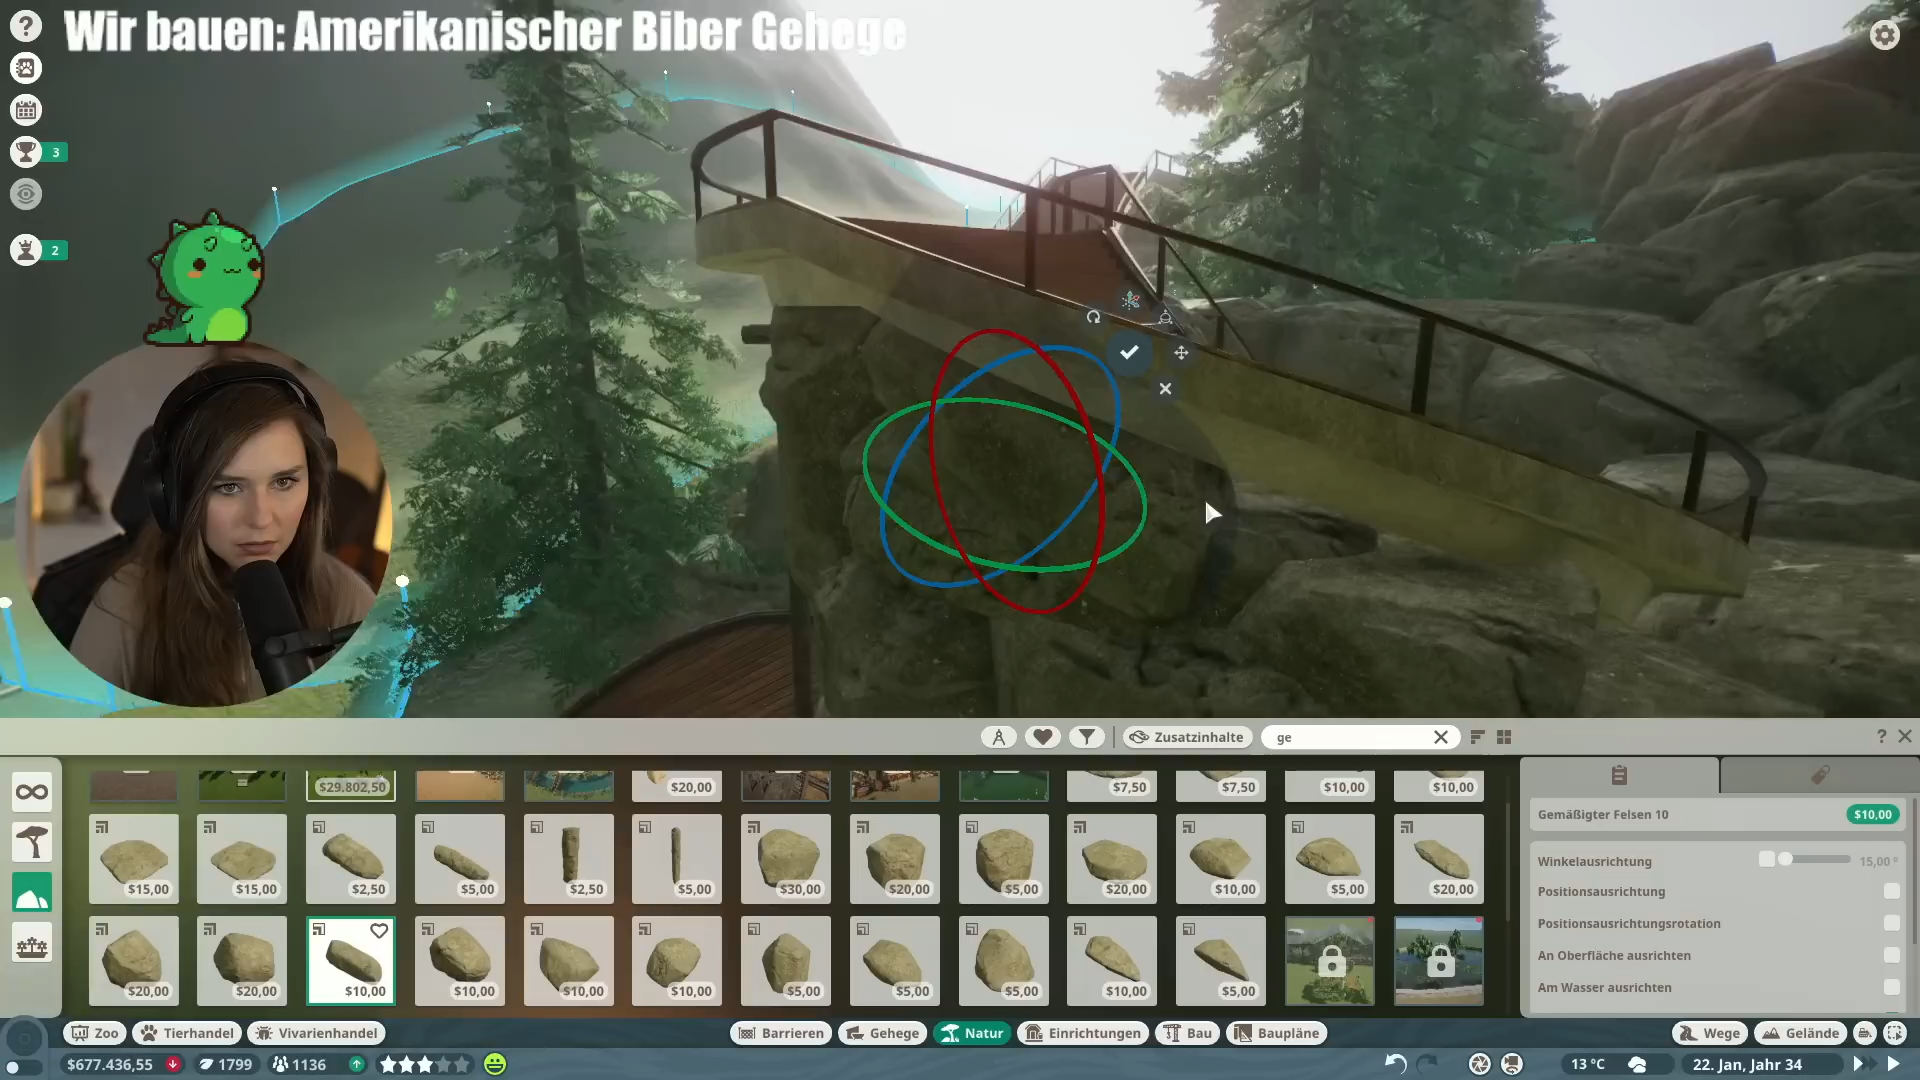 Wir bauen: Amerikanischer Biber Gehege
?
3
2
Zusatzinhalte
ge
?
$29.802,50
$20,00
$7,50
$7,50
$10,00
$10,00
$15,00
$15,00
$2,50
$5,00
$2,50
$5,00
$30,00
$20,00
$5,00
$20,00
$10,00
$5,00
$20,00
$20,00
$20,00
$10,00
$10,00
$10,00
$10,00
$5,00
$5,00
$5,00
$10,00
$5,00
Gemäßigter Felsen 10
$10,00
Winkelausrichtung
15,00 °
Positionsausrichtung
Positionsausrichtungsrotation
An Oberfläche ausrichten
Am Wasser ausrichten
Zoo
Tierhandel
Vivarienhandel
Barrieren
Gehege
Natur
Einrichtungen
Bau
Baupläne
Wege
Gelände
$677.436,55
1799
1136
13 °C
22. Jan, Jahr 34